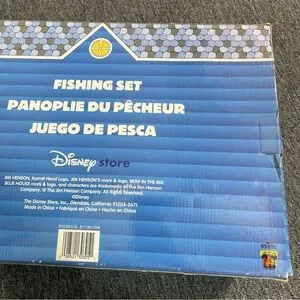 FISHING SET
PANOPLIE DU PÊCHEUR
JUEGO DE PESCA
Disney store
JIM HENSON, Kermit Head Logo, JIM HENSON'S mark & logo, BEAR IN THE BIG
BLUE HOUSE mark & logo, and characters are trademarks of The Jim Henson
Company. © The Jim Henson Company. All Rights Reserved.
©Disney
The Disney Store, Inc., Glendale, California 91203-2671
Made in China • Fabriqué en Chine • Hecho en China